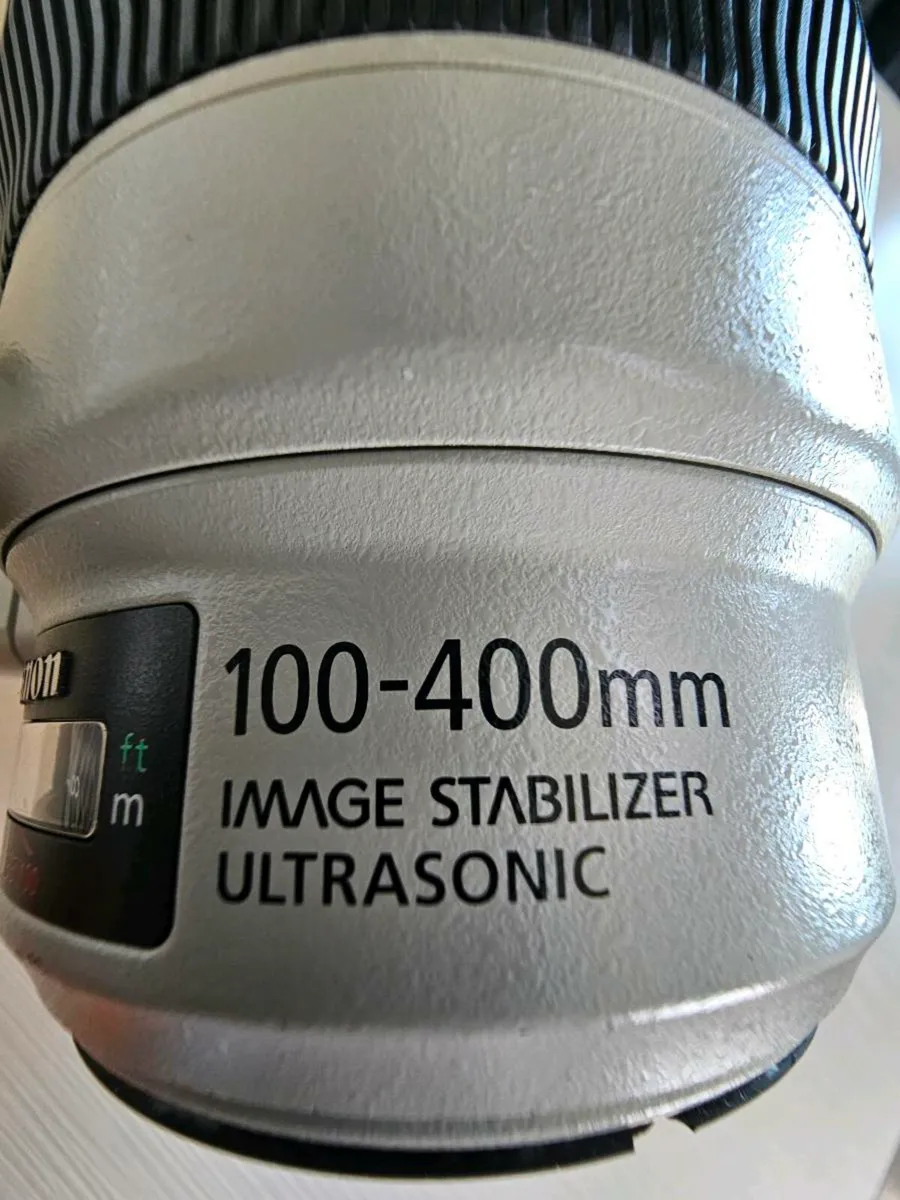 100-400mm
IMAGE STABILIZER
ULTRASONIC
ft
m